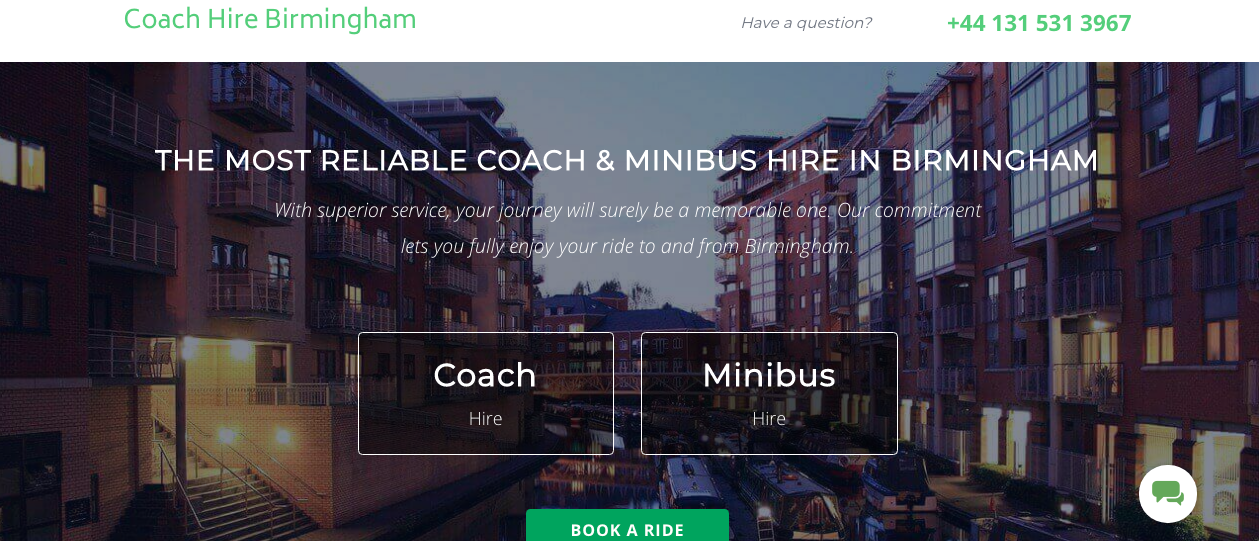 Coach Hire Birmingham
Have a question?
+44 131 531 3967
THE MOST RELIABLE COACH & MINIBUS HIRE IN BIRMINGHAM
With superior service, your journey will surely be a memorable one. Our commitment
lets you fully enjoy your ride to and from Birmingham.
Coach
Hire
Minibus
Hire
BOOK A RIDE